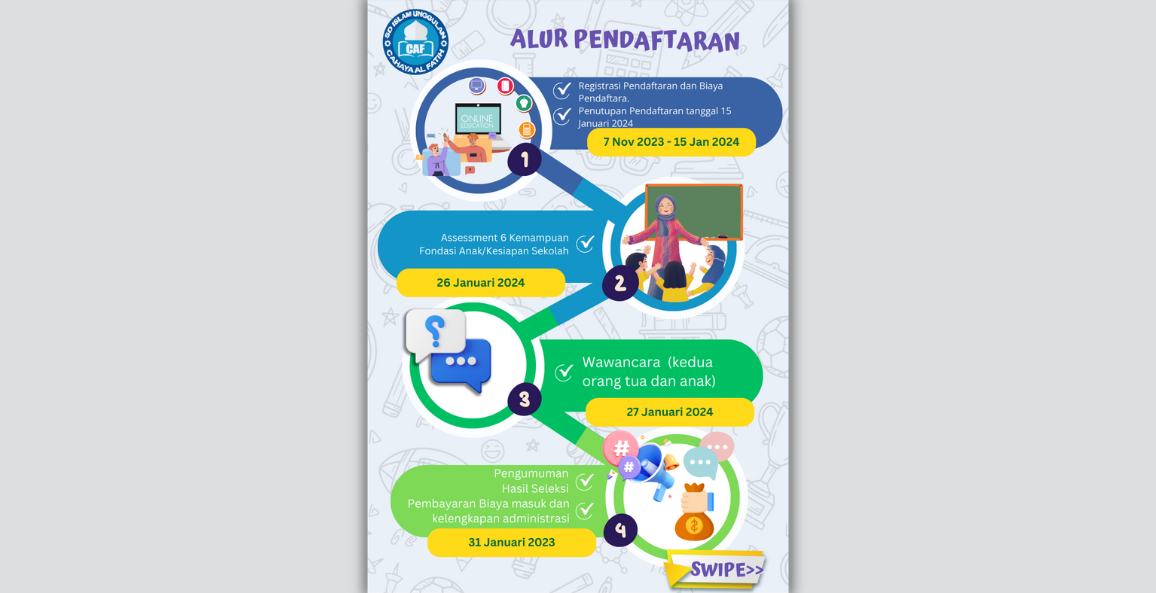 SD ISLAM UNGGULAN
CAF
CAHAYA AL FATIH
ALUR PENDAFTARAN
Registrasi Pendaftaran dan Biaya
Pendaftara.
Penutupan Pendaftaran tanggal 15
Januari 2024
7 Nov 2023 - 15 Jan 2024
ONLINE
EDUCATION
1
Assessment 6 Kemampuan
Fondasi Anak/Kesiapan Sekolah
26 Januari 2024
2
?
Wawancara (kedua
orang tua dan anak)
27 Januari 2024
3
#
#
Pengumuman
Hasil Seleksi
Pembayaran Biaya masuk dan
kelengkapan administrasi
31 Januari 2023
$
4
SWIPE>>